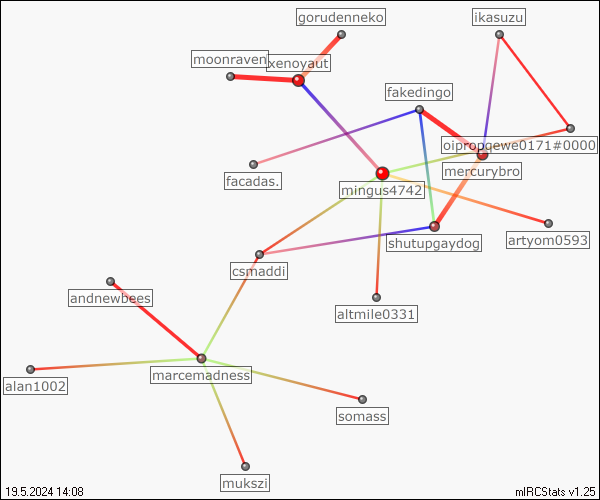 gorudenneko
ikasuzu
moonraven
xenoyaut
fakedingo
oipropgewe0171#0000
mercurybro
facadas.
mingus4742
shutupgaydog
artyom0593
csmaddi
andnewbees
altmile0331
alan1002
marcemadness
somass
mukszi
19.5.2024 14:08
mIRCStats v1.25